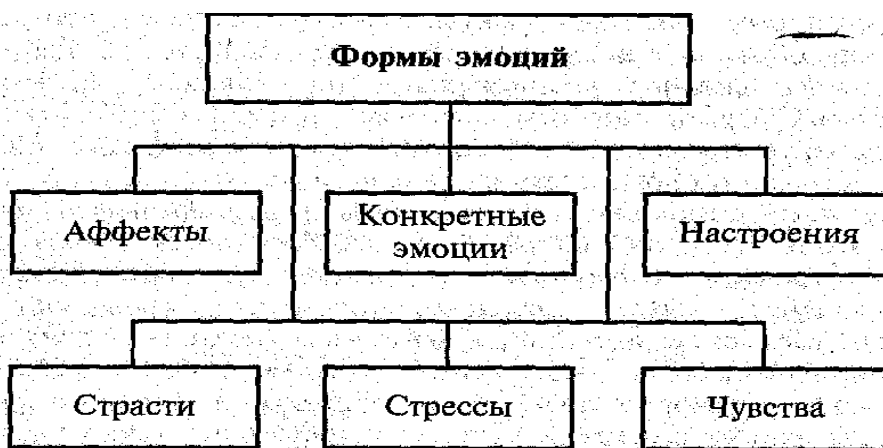 Формы эмоций
Аффекты
Конкретные
эмоции
Настроения
Страсти
Стрессы
Чувства